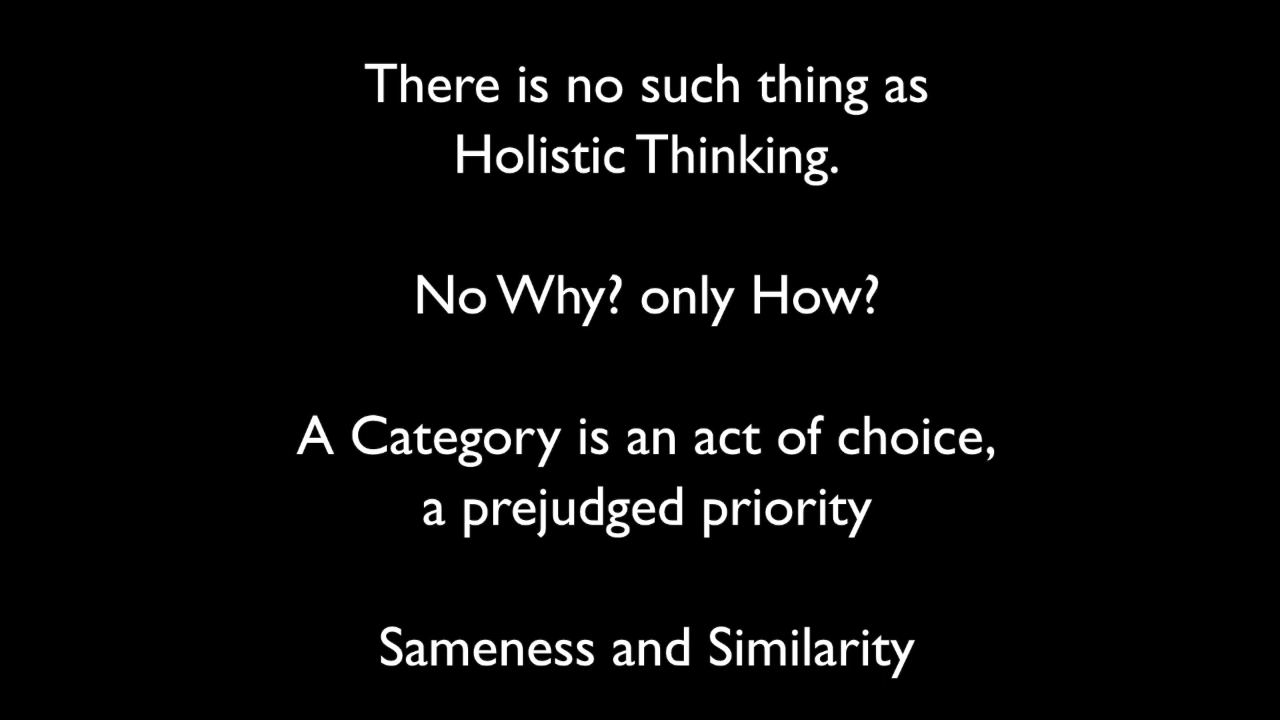 There is no such thing as
Holistic Thinking.
No Why? only How?
A Category is an act of choice,
a prejudged priority
Sameness and Similarity